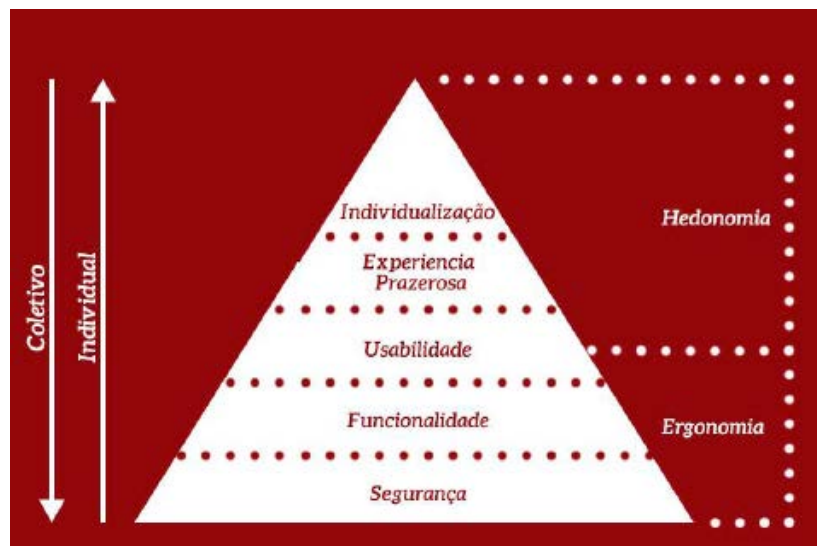 Individualização
Hedonomia
Experiencia
Prazerosa
Coletivo
Individual
Usabilidade
Funcionalidade
Ergonomia
Segurança